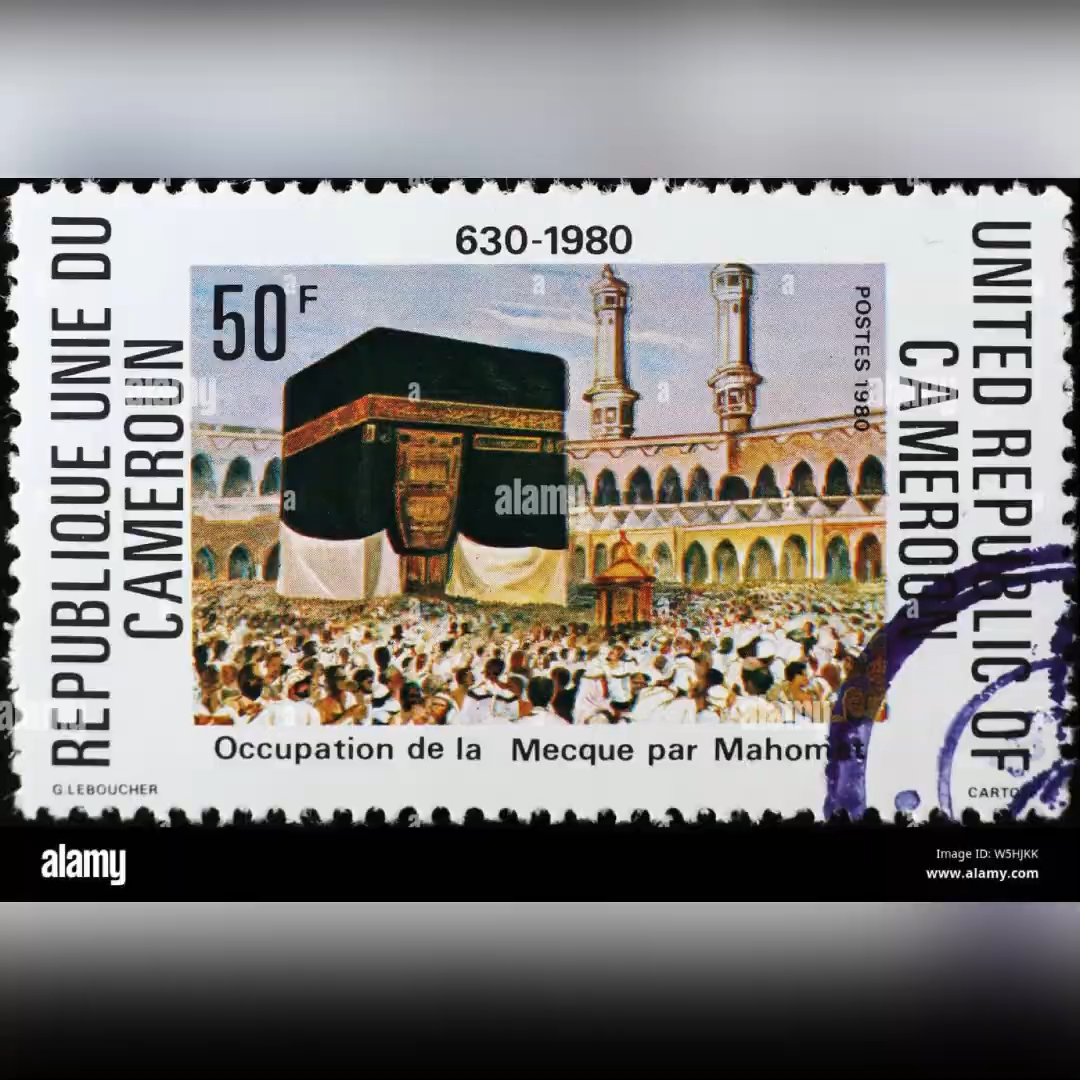 630-1980
50F
POSTES 1980
REPUBLIQUE UNIE DU
CAMEROUN
UNITED REPUBLIC OF
CAMEROON
Occupation de la Mecque par Mahomet
G.LEBOUCHER
alamy
alamy
Image ID: W5HJKK
www.alamy.com